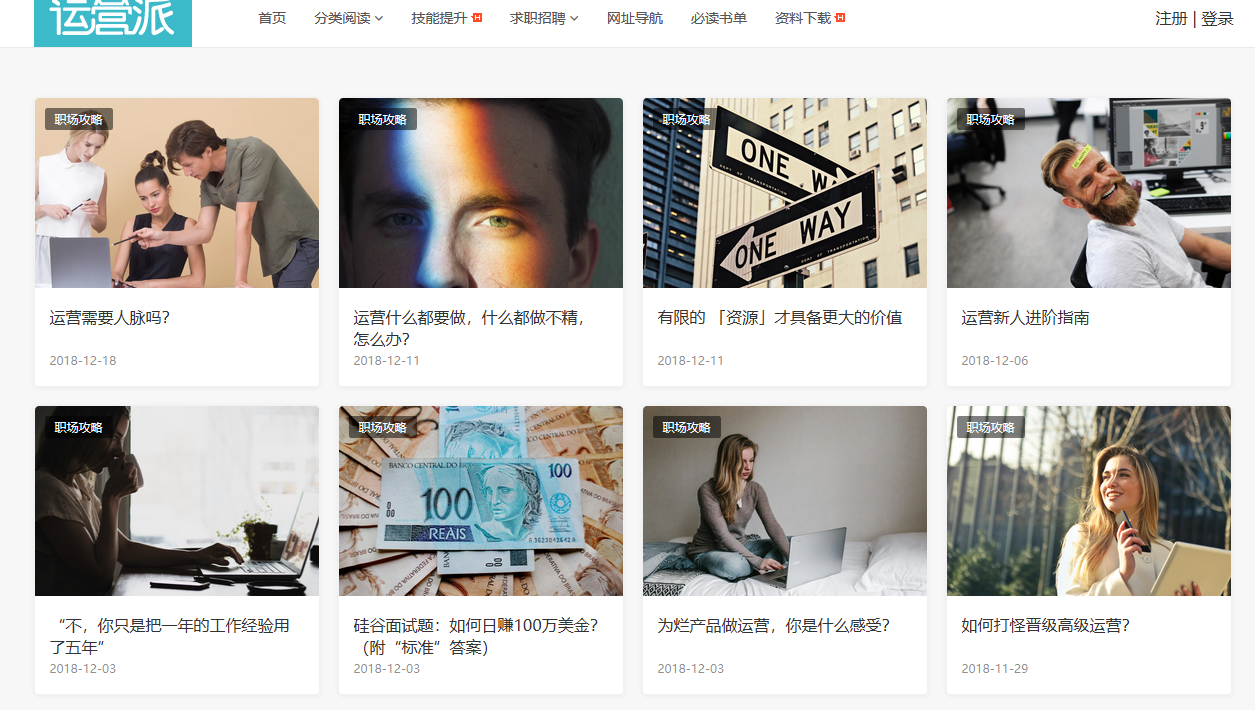 运营派
首页 分类阅读 技能提升 H 求职招聘 网址导航 必读书单 资料下载 H
注册 | 登录
职场攻略
职场攻略
职场攻略
职场攻略
ONE WA
DEPT OF TRANSPORTATION
ONE WAY
DEPT OF TRANSPORTATION
运营需要人脉吗？
2018-12-18
运营什么都要做，什么都做不精，
怎么办？
2018-12-11
有限的 「资源」才具备更大的价值
2018-12-11
运营新人进阶指南
2018-12-06
职场攻略
职场攻略
职场攻略
职场攻略
BANCO CENTRAL DO
100
100
REAIS
“不，你只是把一年的工作经验用
了五年”
2018-12-03
硅谷面试题：如何日赚100万美金？
（附“标准”答案）
2018-12-03
为烂产品做运营，你是什么感受？
2018-12-03
如何打怪晋级高级运营？
2018-11-29